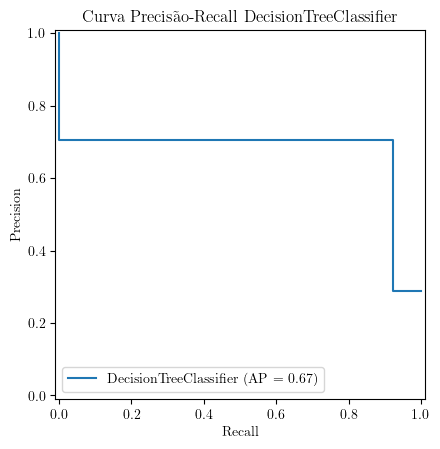 Curva Precisão-Recall DecisionTreeClassifier
1.0
0.8
0.6
0.4
0.2
0.0
Precision
DecisionTreeClassifier (AP = 0.67)
0.0 0.2 0.4 0.6 0.8 1.0
Recall